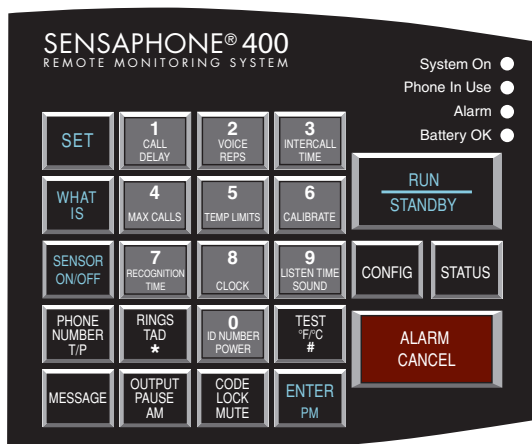 SENSAPHONE® 400
REMOTE MONITORING SYSTEM
System On
Phone In Use
Alarm
Battery OK
SET
1
CALL
DELAY
2
VOICE
REPS
3
INTERCALL
TIME
RUN
STANDBY
WHAT
IS
4
MAX CALLS
5
TEMP LIMITS
6
CALIBRATE
SENSOR
ON/OFF
7
RECOGNITION
TIME
8
CLOCK
9
LISTEN TIME
SOUND
CONFIG
STATUS
PHONE
NUMBER
T/P
RINGS
TAD
*
0
ID NUMBER
POWER
TEST
°F/°C
#
ALARM
CANCEL
MESSAGE
OUTPUT
PAUSE
AM
CODE
LOCK
MUTE
ENTER
PM